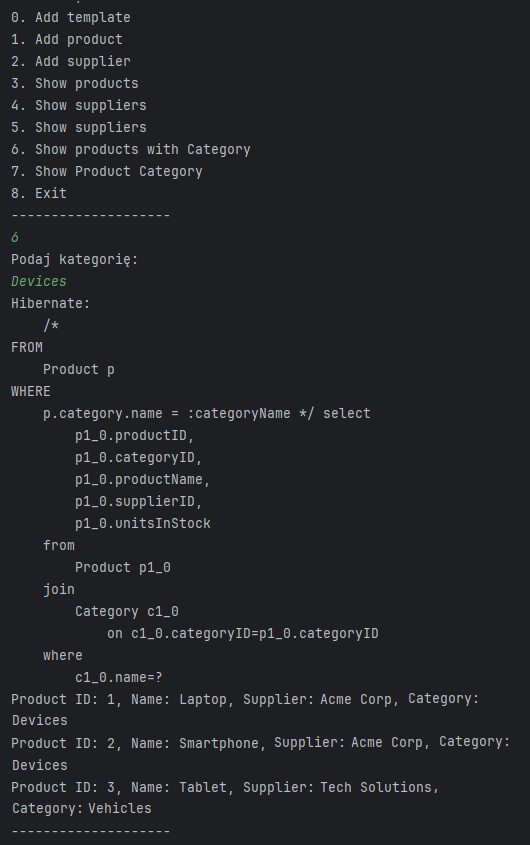 0. Add template
1. Add product
2. Add supplier
3. Show products
4. Show suppliers
5. Show suppliers
6. Show products with Category
7. Show Product Category
8. Exit
--------------------
6
Podaj kategorię:
Devices
Hibernate:
    /*
FROM
    Product p
WHERE
    p.category.name = :categoryName */ select
        p1_0.productID,
        p1_0.categoryID,
        p1_0.productName,
        p1_0.supplierID,
        p1_0.unitsInStock
    from
        Product p1_0
    join
        Category c1_0
            on c1_0.categoryID=p1_0.categoryID
    where
        c1_0.name=?
Product ID: 1, Name: Laptop, Supplier: Acme Corp, Category:
Devices
Product ID: 2, Name: Smartphone, Supplier: Acme Corp, Category:
Devices
Product ID: 3, Name: Tablet, Supplier: Tech Solutions,
Category: Vehicles
--------------------